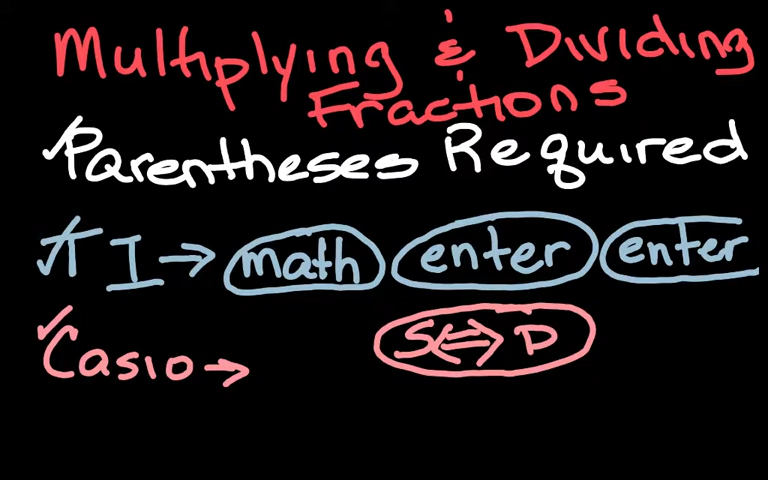 Multiplying & Dividing
Fractions
✓Parentheses Required
✓TI → math enter enter
✓Casio → S⇔D